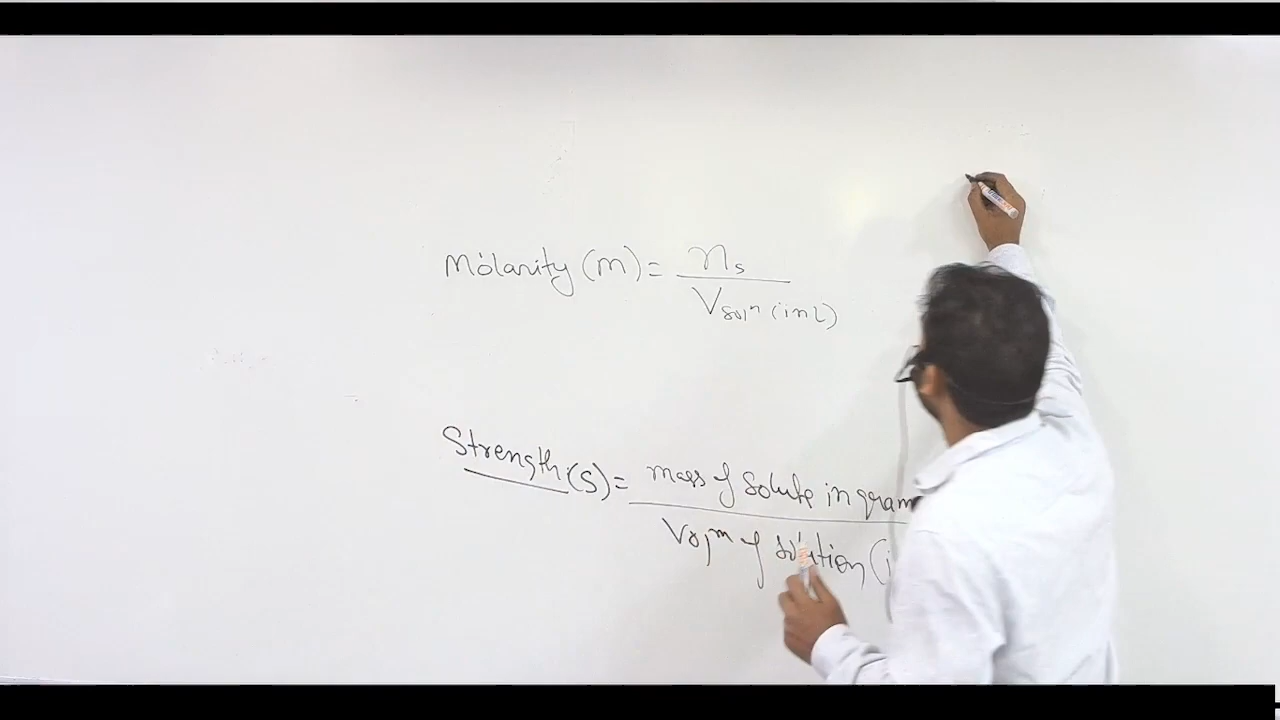 Molarity (m) = ns
Vsolⁿ (in L)
Strength (S) = mass of solute in gram
Volᵐ of solution (i